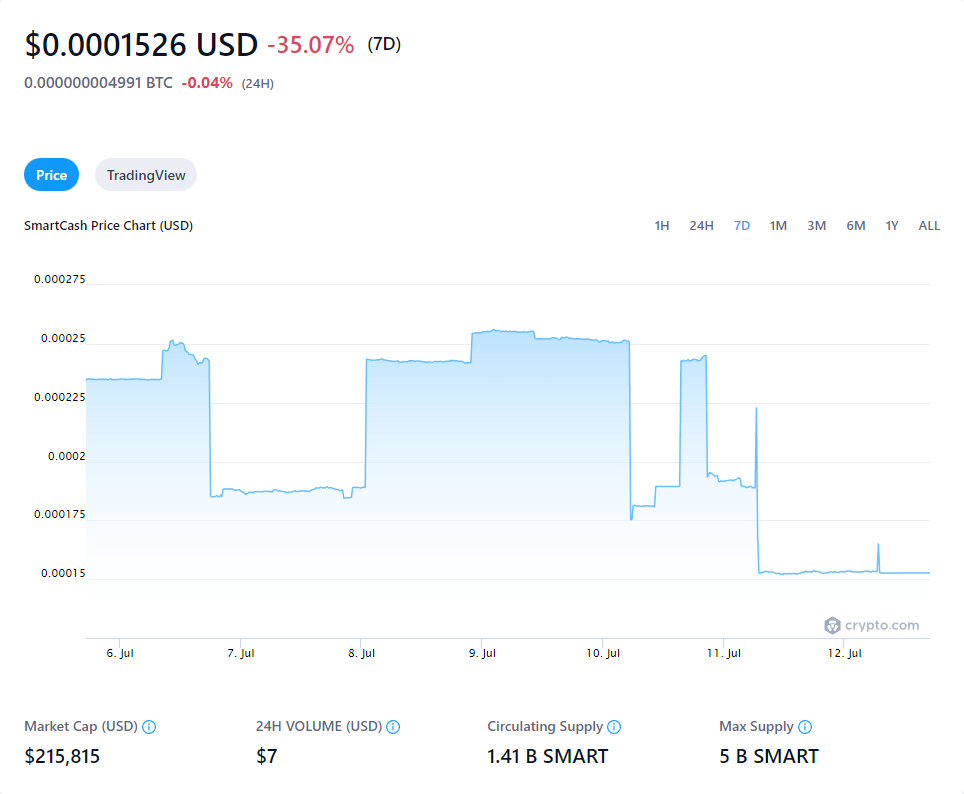 $0.0001526 USD -35.07% (7D)
0.000000004991 BTC -0.04% (24H)
Price TradingView
SmartCash Price Chart (USD) 1H 24H 7D 1M 3M 6M 1Y ALL
0.000275
0.00025
0.000225
0.0002
0.000175
0.00015
crypto.com
6. Jul 7. Jul 8. Jul 9. Jul 10. Jul 11. Jul 12. Jul
Market Cap (USD) 24H VOLUME (USD) Circulating Supply Max Supply
$215,815 $7 1.41 B SMART 5 B SMART